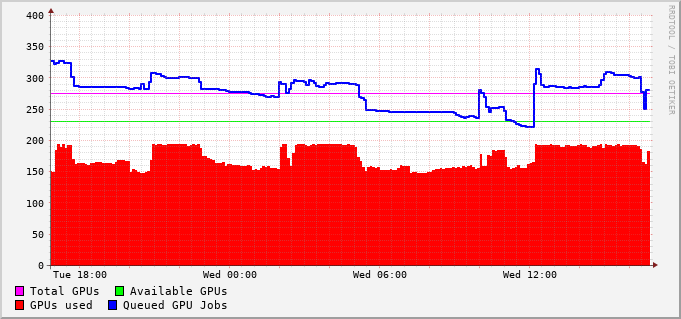 400
350
300
250
200
150
100
50
0
Tue 18:00 Wed 00:00 Wed 06:00 Wed 12:00
Total GPUs Available GPUs
GPUs used Queued GPU Jobs
RRDTOOL / TOBI OETIKER